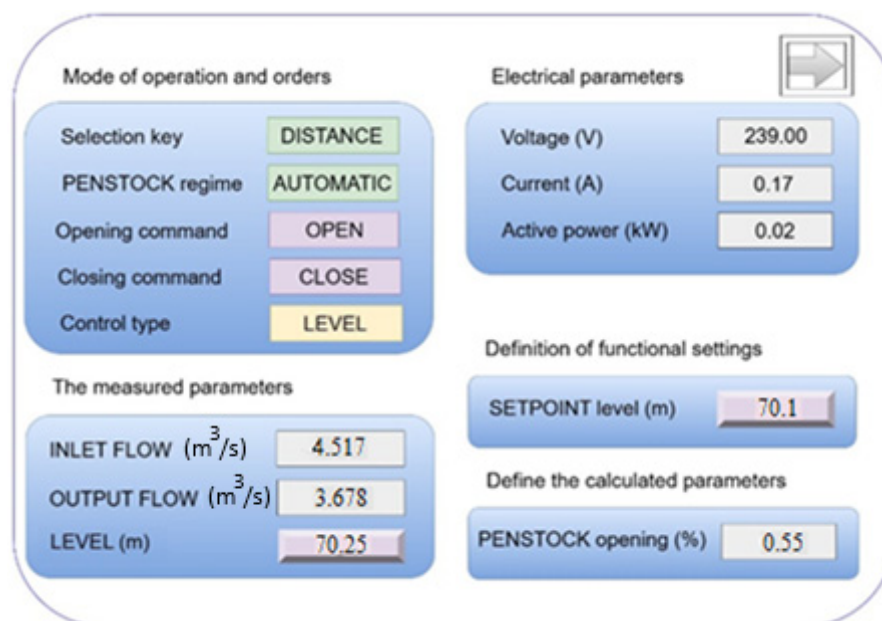 Mode of operation and orders
Selection key DISTANCE
PENSTOCK regime AUTOMATIC
Opening command OPEN
Closing command CLOSE
Control type LEVEL
The measured parameters
INLET FLOW (m³/s) 4.517
OUTPUT FLOW (m³/s) 3.678
LEVEL (m) 70.25
Electrical parameters
Voltage (V) 239.00
Current (A) 0.17
Active power (kW) 0.02
Definition of functional settings
SETPOINT level (m) 70.1
Define the calculated parameters
PENSTOCK opening (%) 0.55